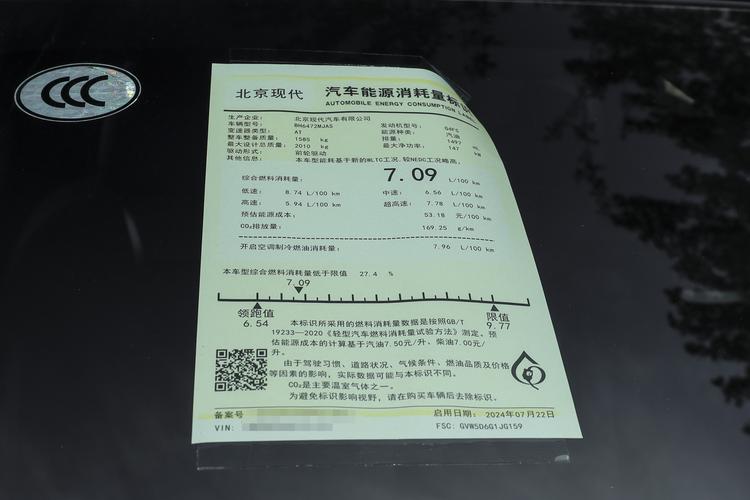 CCC
北京现代 汽车能源消耗量标
AUTOMOBILE ENERGY CONSUMPTION LABEL
生产企业： 北京现代汽车有限公司
车辆型号： BH6472MJAS 发动机型号： G4FS
变速器类型： AT 能源种类： 汽油
整车整备质量： 1585 kg 排量： 1497 mL
最大设计总质量： 2010 kg 最大净功率： 147 kW
驱动形式： 前轮驱动
其他信息： 本车型能耗基于新的WLTC工况,较NEDC工况略高。
综合燃料消耗量： 7.09 L/100 km
低速： 8.74 L/100 km 中速： 6.56 L/100 km
高速： 5.94 L/100 km 超高速： 7.78 L/100 km
预估能源成本： 53.18 元/100 km
CO₂排放量： 169.25 g/km
开启空调制冷燃油消耗量： 7.96 L/100 km
本车型综合燃料消耗量低于限值 27.4 %
7.09
领跑值 限值
6.54 9.77
本标识所采用的燃料消耗量数据是按照GB/T
19233—2020《轻型汽车燃料消耗量试验方法》测定。预
估能源成本的计算基于汽油7.50元/升、柴油7.00元/
升。
由于驾驶习惯、道路状况、气候条件、燃油品质及价格
等因素的影响，实际数据可能与本标识不同。
CO₂是主要温室气体之一。
为避免标识影响视野，请在购买车辆后去除标识。
备案号 启用日期： 2024年07月22日
VIN: FSC: GVW5D6G1JG159